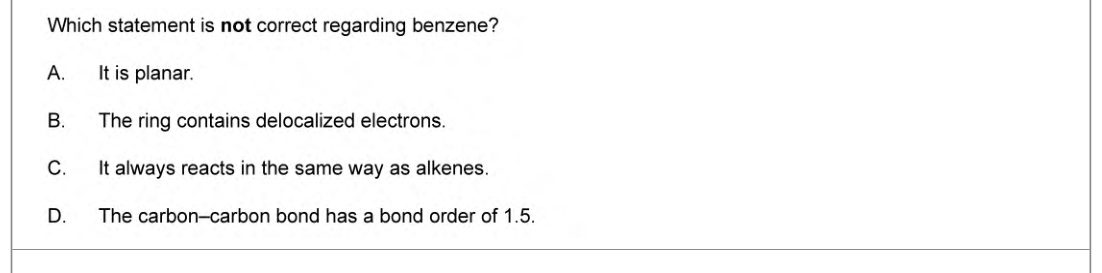 Which statement is not correct regarding benzene?
A. It is planar.
B. The ring contains delocalized electrons.
C. It always reacts in the same way as alkenes.
D. The carbon–carbon bond has a bond order of 1.5.